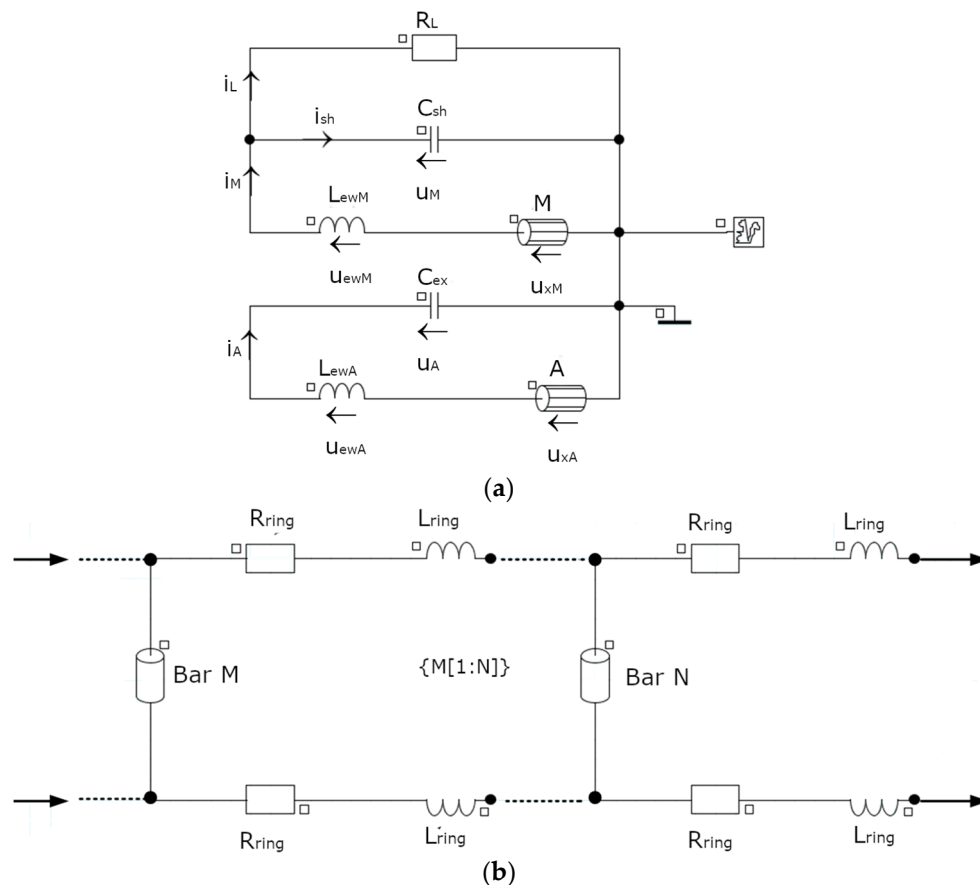 RL
iL
Csh
ish
uM
iM
LewM
M
uewM
uxM
Cex
iA
uA
LewA
A
uewA
uxA
(a)
Rring Lring Rring Lring
Bar M {M[1:N]} Bar N
Rring Lring Rring Lring
(b)